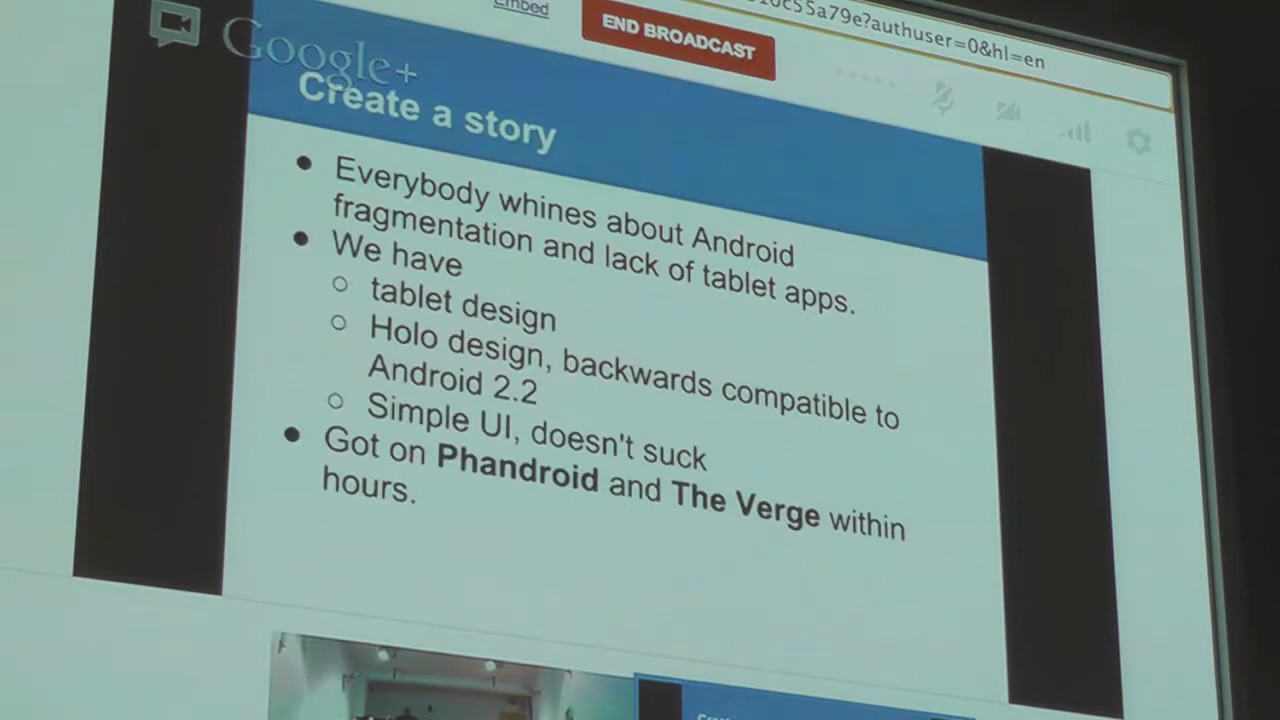 Embed
END BROADCAST
c55a79e?authuser=0&hl=en
Google+
Create a story
● Everybody whines about Android
fragmentation and lack of tablet apps.
● We have
○ tablet design
○ Holo design, backwards compatible to
Android 2.2
○ Simple UI, doesn't suck
● Got on Phandroid and The Verge within
hours.